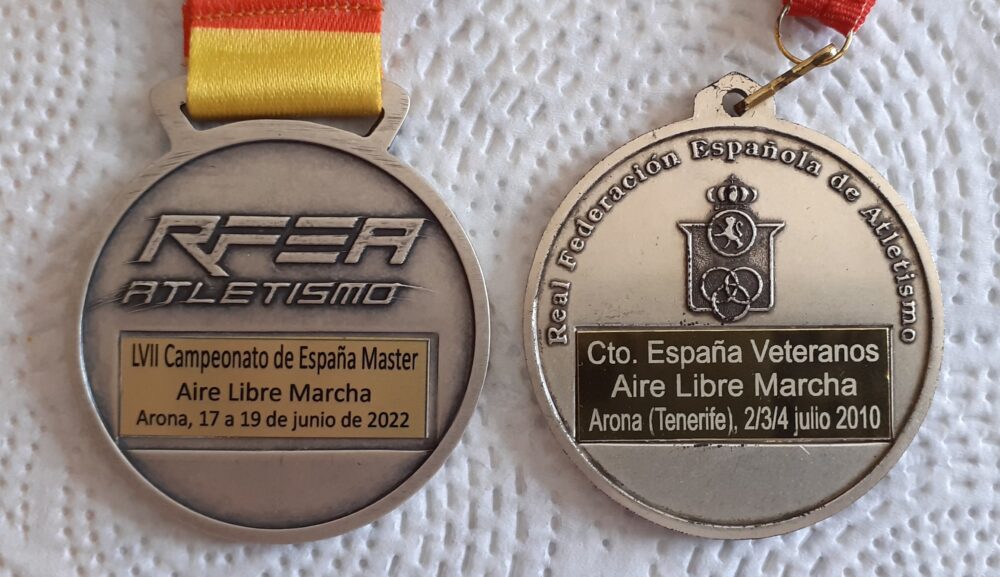 RFEA
ATLETISMO
LVII Campeonato de España Master
Aire Libre Marcha
Arona, 17 a 19 de junio de 2022
Real Federación Española de Atletismo
Cto. España Veteranos
Aire Libre Marcha
Arona (Tenerife), 2/3/4 julio 2010